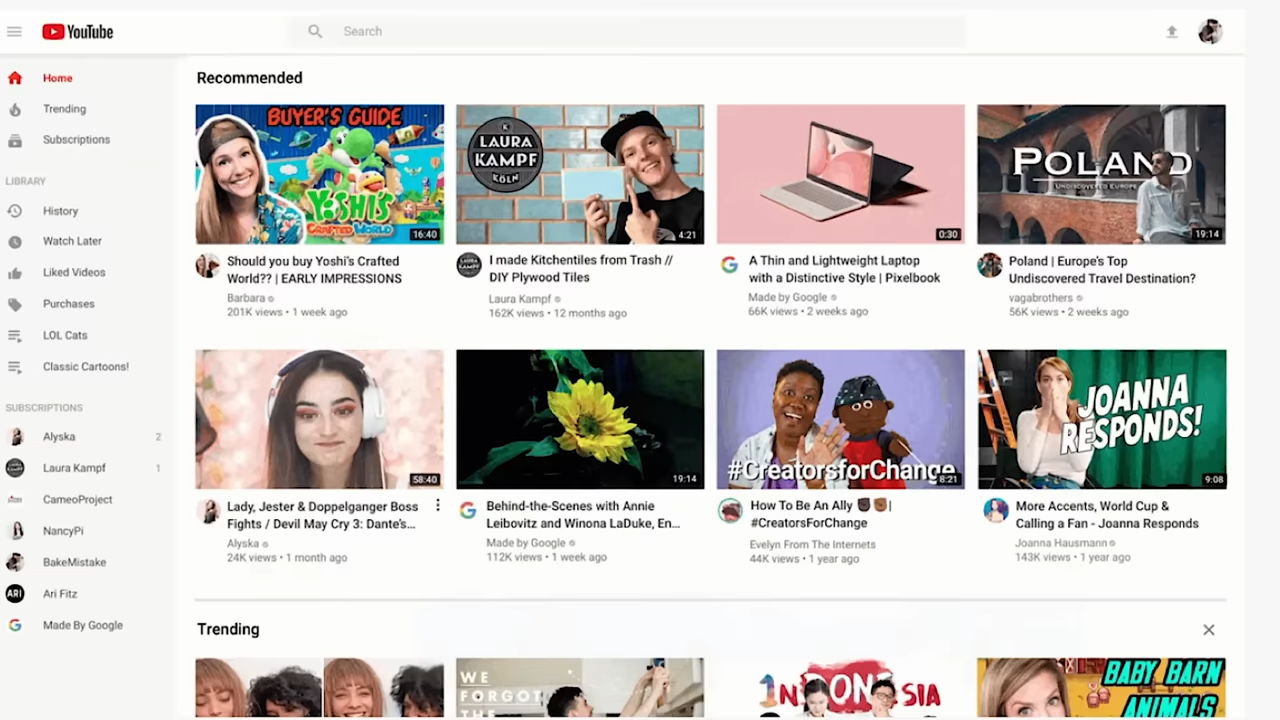 YouTube
Search
Home
Trending
Subscriptions
LIBRARY
History
Watch Later
Liked Videos
Purchases
LOL Cats
Classic Cartoons!
SUBSCRIPTIONS
Alyska 2
Laura Kampf 1
CameoProject
NancyPi
BakeMistake
ARI
Ari Fitz
Made By Google
Recommended
BUYER'S GUIDE
YOSHI'S
CRAFTED WORLD
16:40
Should you buy Yoshi's Crafted
World?? | EARLY IMPRESSIONS
Barbara
201K views • 1 week ago
K
LAURA
KAMPF
KÖLN
4:21
LAURA
KAMPF
I made Kitchentiles from Trash //
DIY Plywood Tiles
Laura Kampf
162K views • 12 months ago
0:30
A Thin and Lightweight Laptop
with a Distinctive Style | Pixelbook
Made by Google
66K views • 2 weeks ago
POLAND
UNDISCOVERED EUROPE
19:14
Poland | Europe's Top
Undiscovered Travel Destination?
vagabrothers
56K views • 2 weeks ago
58:40
Lady, Jester & Doppelganger Boss
Fights / Devil May Cry 3: Dante's...
Alyska
24K views • 1 month ago
19:14
Behind-the-Scenes with Annie
Leibovitz and Winona LaDuke, En...
Made by Google
112K views • 1 week ago
#CreatorsforChange
8:21
How To Be An Ally ✊🏿✊🏾 |
#CreatorsForChange
Evelyn From The Internets
44K views • 1 year ago
JOANNA
RESPONDS!
9:08
More Accents, World Cup &
Calling a Fan - Joanna Responds
Joanna Hausmann
143K views • 1 year ago
Trending
WE
FORGOT
THE
1NDONESIA
BABY BARN
ANIMALS